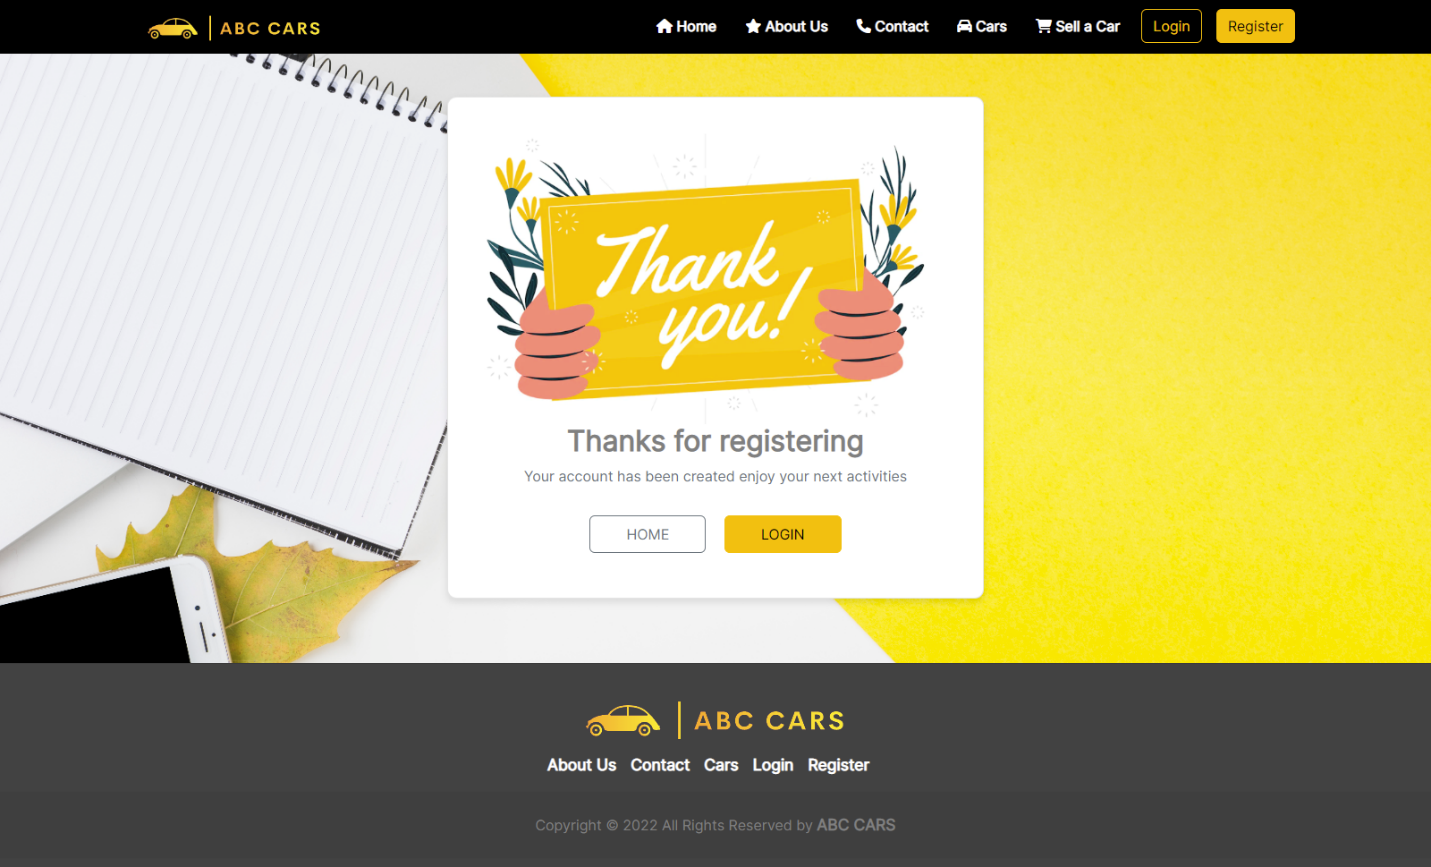 ABC CARS
Home About Us Contact Cars Sell a Car Login Register
Thank
you!
Thanks for registering
Your account has been created enjoy your next activities
HOME LOGIN
ABC CARS
About Us Contact Cars Login Register
Copyright © 2022 All Rights Reserved by ABC CARS